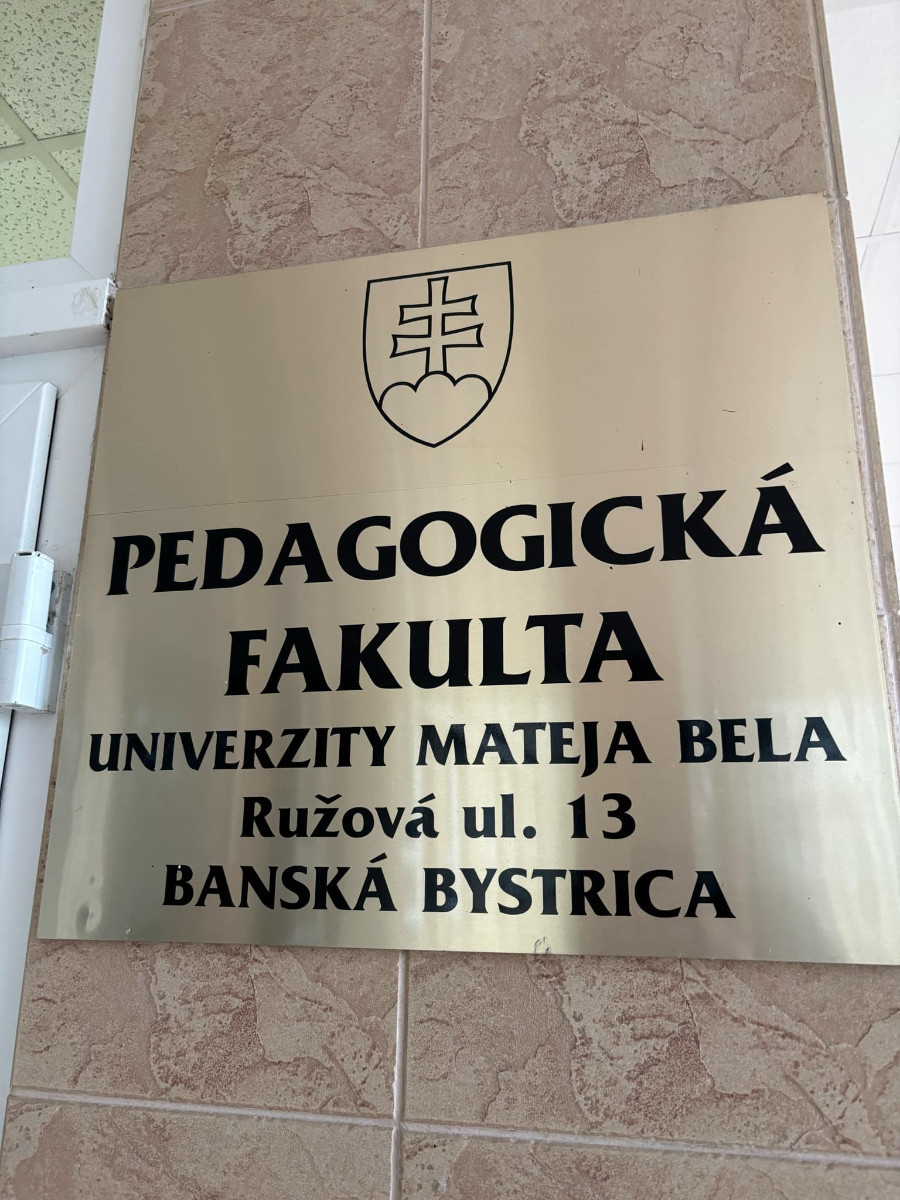 PEDAGOGICKÁ
FAKULTA
UNIVERZITY MATEJA BELA
Ružová ul. 13
BANSKÁ BYSTRICA